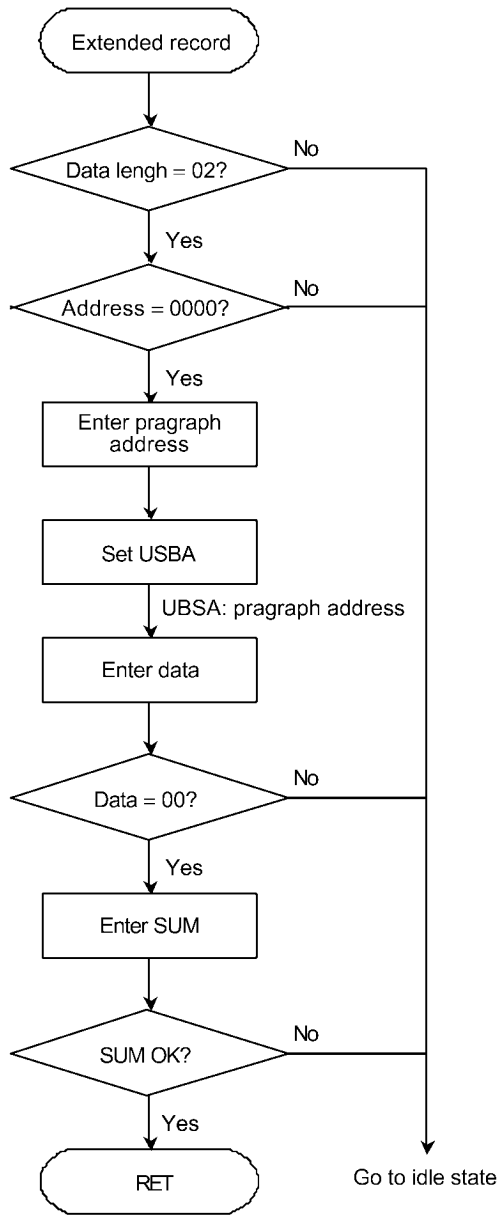 Extended record
No
Data lengh = 02?
Yes
No
Address = 0000?
Yes
Enter pragraph
address
Set USBA
UBSA: pragraph address
Enter data
No
Data = 00?
Yes
Enter SUM
No
SUM OK?
Yes
RET
Go to idle state